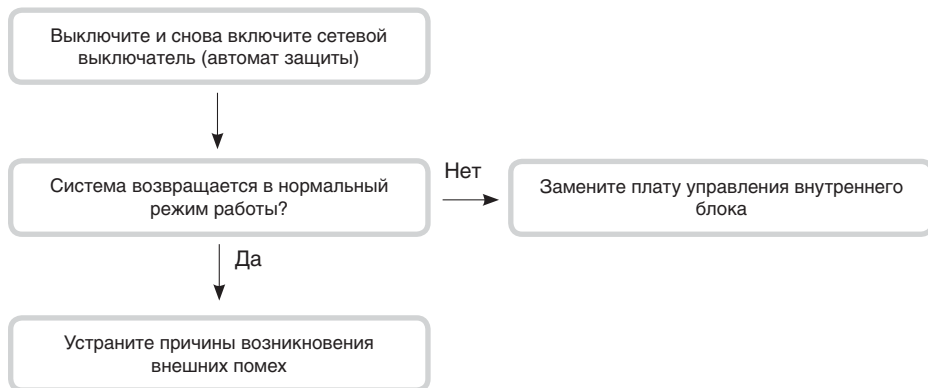 Выключите и снова включите сетевой
выключатель (автомат защиты)
Система возвращается в нормальный
режим работы?
Нет
Замените плату управления внутреннего
блока
Да
Устраните причины возникновения
внешних помех